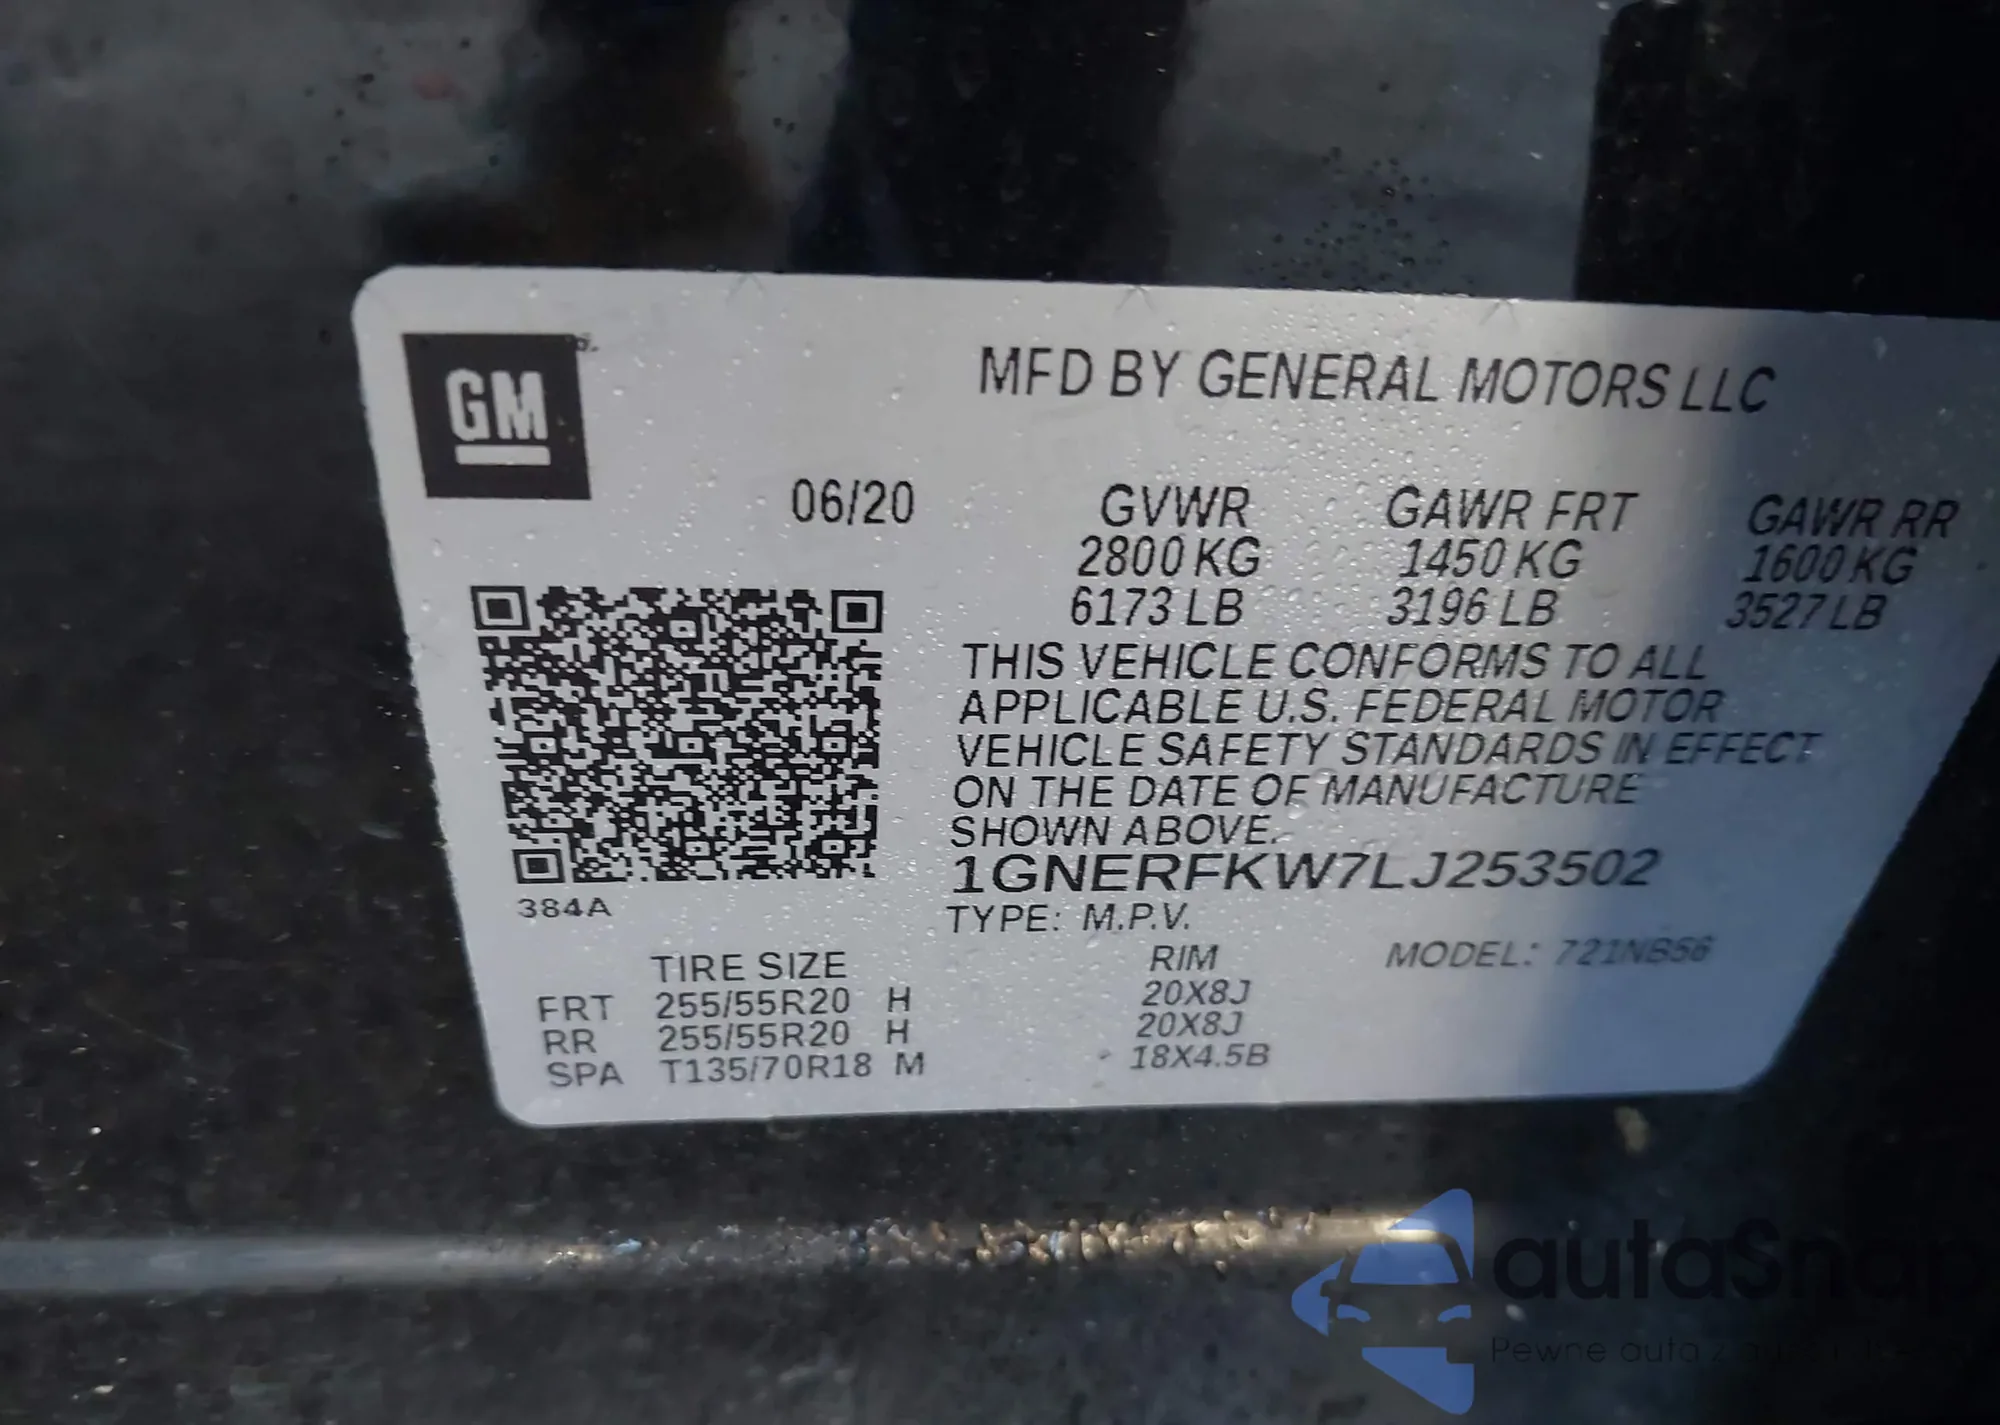 GM
MFD BY GENERAL MOTORS LLC
06/20 GVWR GAWR FRT GAWR RR
2800 KG 1450 KG 1600 KG
6173 LB 3196 LB 3527 LB
THIS VEHICLE CONFORMS TO ALL
APPLICABLE U.S. FEDERAL MOTOR
VEHICLE SAFETY STANDARDS IN EFFECT
ON THE DATE OF MANUFACTURE
SHOWN ABOVE.
1GNERFKW7LJ253502
384A
TYPE: M.P.V.
TIRE SIZE RIM MODEL: 721NB56
FRT 255/55R20 H 20X8J
RR 255/55R20 H 20X8J
SPA T135/70R18 M 18X4.5B
autaSnap
Pewne auta z